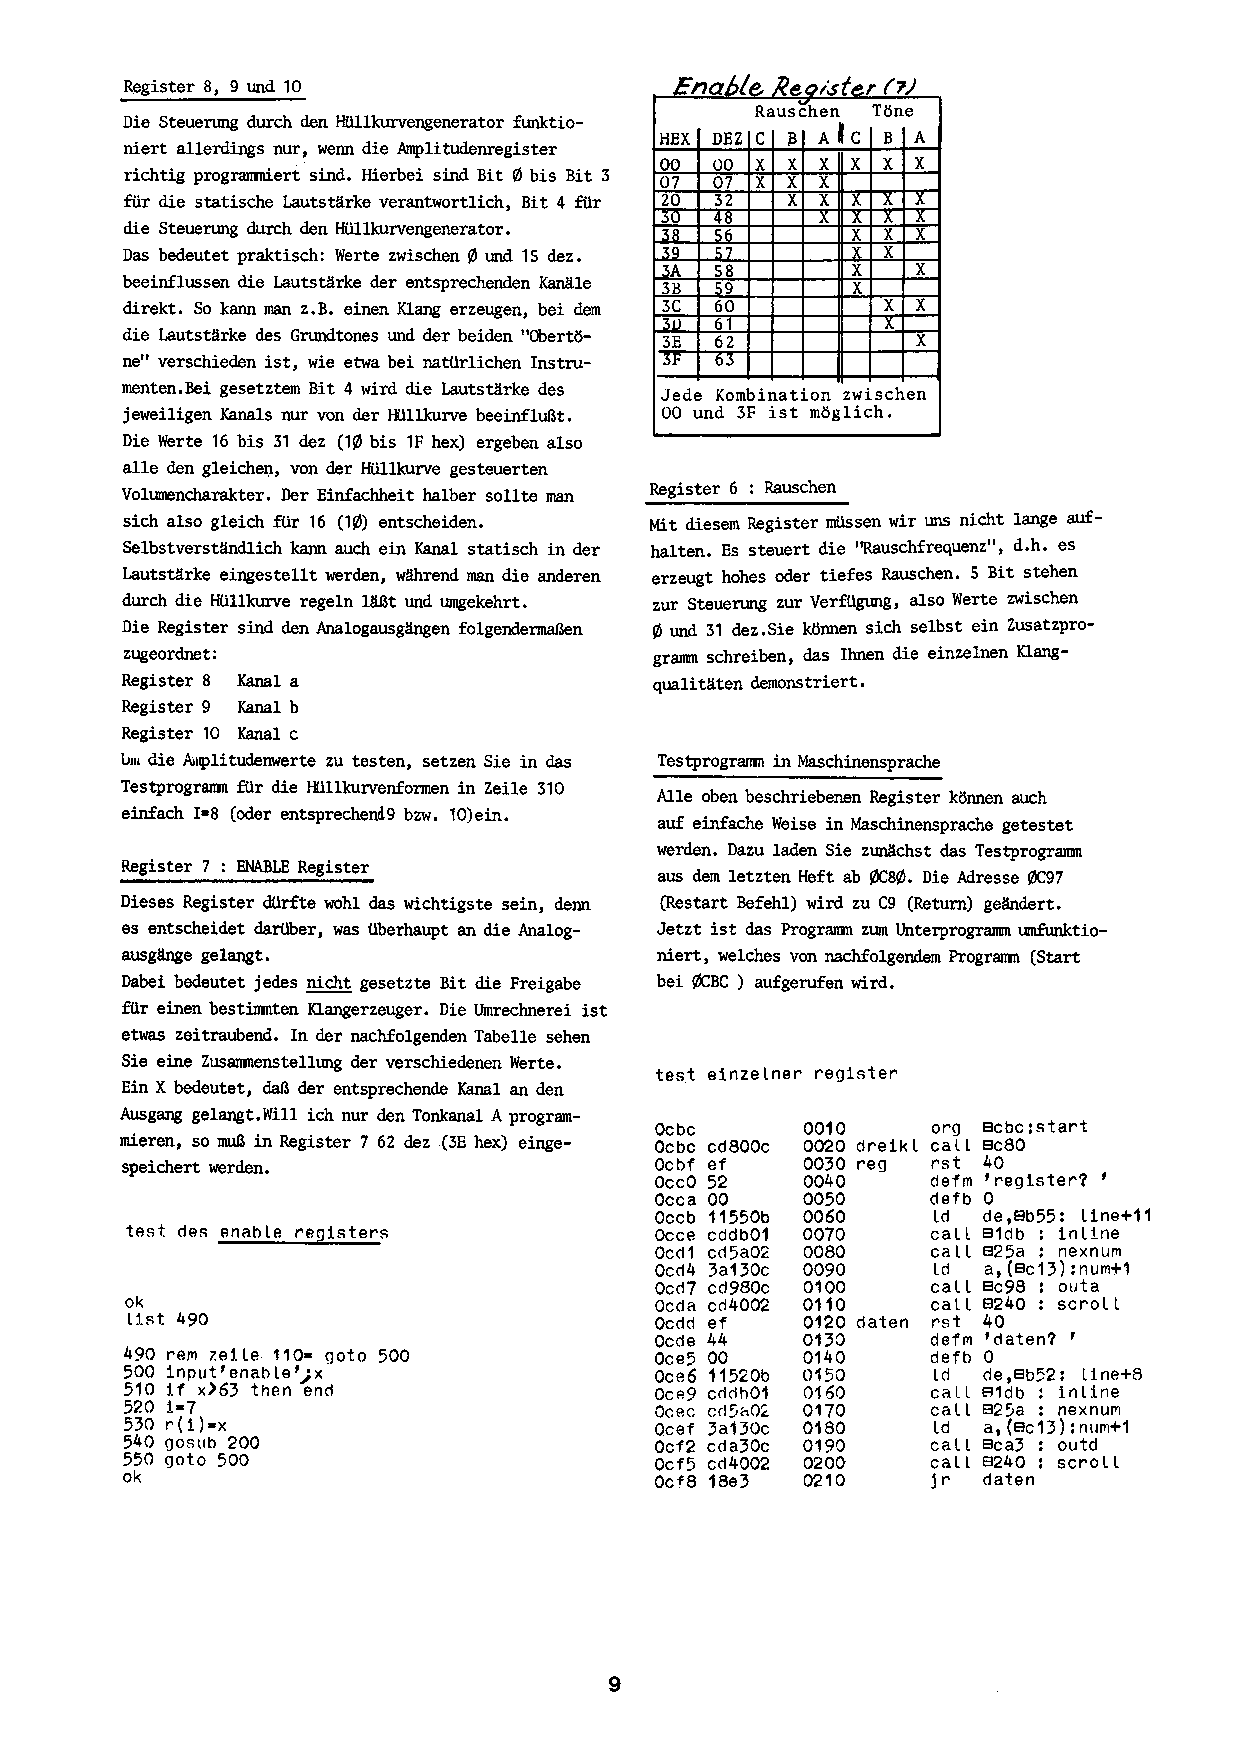 Register 8, 9 und 10
Die Steuerung durch den Hüllkurvengenerator funktio-
niert allerdings nur, wenn die Amplitudenregister
richtig programmiert sind. Hierbei sind Bit Ø bis Bit 3
für die statische Lautstärke verantwortlich, Bit 4 für
die Steuerung durch den Hüllkurvengenerator.
Das bedeutet praktisch: Werte zwischen Ø und 15 dez.
beeinflussen die Lautstärke der entsprechenden Kanäle
direkt. So kann man z.B. einen Klang erzeugen, bei dem
die Lautstärke des Grundtones und der beiden "Obertö-
ne" verschieden ist, wie etwa bei natürlichen Instru-
menten.Bei gesetztem Bit 4 wird die Lautstärke des
jeweiligen Kanals nur von der Hüllkurve beeinflußt.
Die Werte 16 bis 31 dez (1Ø bis 1F hex) ergeben also
alle den gleichen, von der Hüllkurve gesteuerten
Volumencharakter. Der Einfachheit halber sollte man
sich also gleich für 16 (1Ø) entscheiden.
Selbstverständlich kann auch ein Kanal statisch in der
Lautstärke eingestellt werden, während man die anderen
durch die Hüllkurve regeln läßt und umgekehrt.
Die Register sind den Analogausgängen folgendermaßen
zugeordnet:
Register 8 Kanal a
Register 9 Kanal b
Register 10 Kanal c
Um die Amplitudenwerte zu testen, setzen Sie in das
Testprogramm für die Hüllkurvenformen in Zeile 310
einfach I=8 (oder entsprechend9 bzw. 10)ein.
Register 7 : ENABLE Register
Dieses Register dürfte wohl das wichtigste sein, denn
es entscheidet darüber, was überhaupt an die Analog-
ausgänge gelangt.
Dabei bedeutet jedes nicht gesetzte Bit die Freigabe
für einen bestimmten Klangerzeuger. Die Umrechnerei ist
etwas zeitraubend. In der nachfolgenden Tabelle sehen
Sie eine Zusammenstellung der verschiedenen Werte.
Ein X bedeutet, daß der entsprechende Kanal an den
Ausgang gelangt.Will ich nur den Tonkanal A program-
mieren, so muß in Register 7 62 dez (3E hex) einge-
speichert werden.
test des enable registers
ok
list 490
490 rem zeile 110= goto 500
500 input'enable';x
510 if x>63 then end
520 i=7
530 r(i)=x
540 gosub 200
550 goto 500
ok
Enable Register (7)
Rauschen Töne
HEX DEZ C B A C B A
00 00 X X X X X X
07 07 X X X
20 32 X X X X X
30 48 X X X X
38 56 X X X
39 57 X X
3A 58 X X
3B 59 X
3C 60 X X
3D 61 X
3E 62 X
3F 63
Jede Kombination zwischen
00 und 3F ist möglich.
Register 6 : Rauschen
Mit diesem Register müssen wir uns nicht lange auf-
halten. Es steuert die "Rauschfrequenz", d.h. es
erzeugt hohes oder tiefes Rauschen. 5 Bit stehen
zur Steuerung zur Verfügung, also Werte zwischen
Ø und 31 dez.Sie können sich selbst ein Zusatzpro-
gramm schreiben, das Ihnen die einzelnen Klang-
qualitäten demonstriert.
Testprogramm in Maschinensprache
Alle oben beschriebenen Register können auch
auf einfache Weise in Maschinensprache getestet
werden. Dazu laden Sie zunächst das Testprogramm
aus dem letzten Heft ab ØC8Ø. Die Adresse ØC97
(Restart Befehl) wird zu C9 (Return) geändert.
Jetzt ist das Programm zum Unterprogramm umfunktio-
niert, welches von nachfolgendem Programm (Start
bei ØCBC ) aufgerufen wird.
test einzelner register
0cbc 0010 org ⊟cbc;start
0cbc cd800c 0020 dreikl call ⊟c80
0cbf ef 0030 reg rst 40
0cc0 52 0040 defm 'register? '
0cca 00 0050 defb 0
0ccb 11550b 0060 ld de,⊟b55: line+11
0cce cddb01 0070 call ⊟1db : inline
0cd1 cd5a02 0080 call ⊟25a : nexnum
0cd4 3a130c 0090 ld a,(⊟c13):num+1
0cd7 cd980c 0100 call ⊟c98 : outa
0cda cd4002 0110 call ⊟240 : scroll
0cdd ef 0120 daten rst 40
0cde 44 0130 defm 'daten? '
0ce5 00 0140 defb 0
0ce6 11520b 0150 ld de,⊟b52: line+8
0ce9 cddb01 0160 call ⊟1db : inline
0cec cd5a02 0170 call ⊟25a : nexnum
0cef 3a130c 0180 ld a,(⊟c13):num+1
0cf2 cda30c 0190 call ⊟ca3 : outd
0cf5 cd4002 0200 call ⊟240 : scroll
0cf8 18e3 0210 jr daten
9